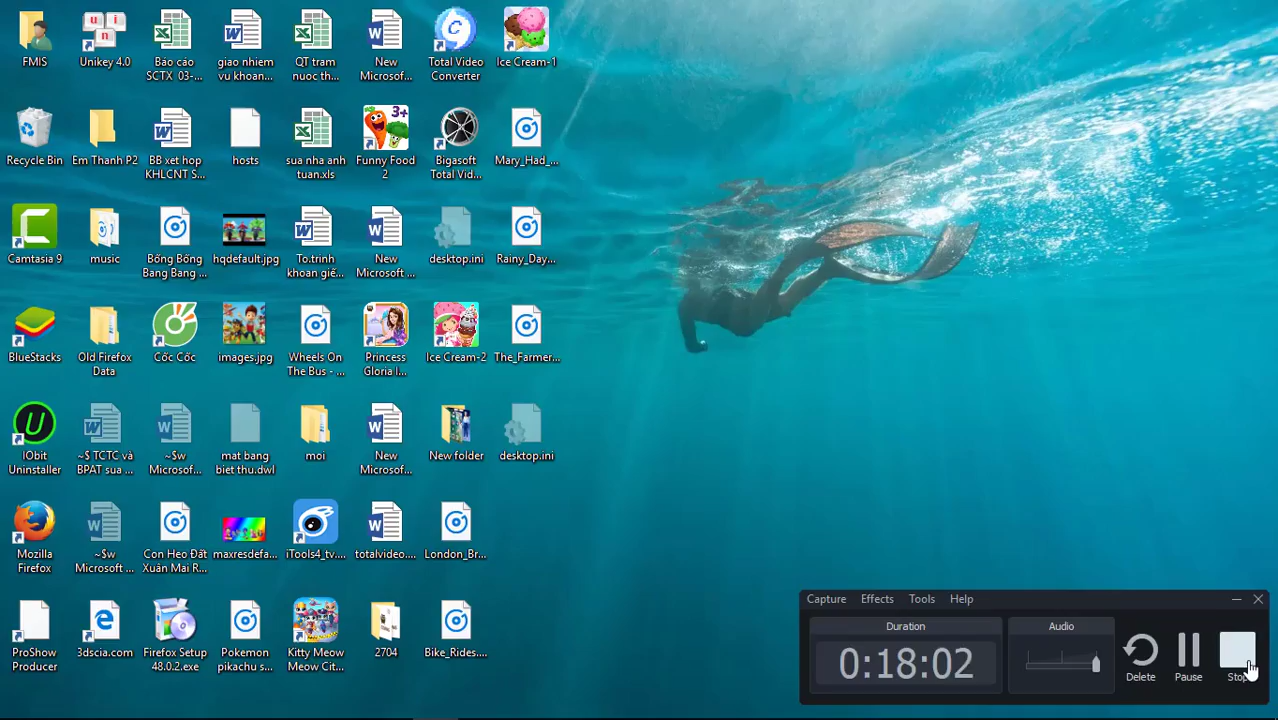 FMIS
Unikey 4.0
Báo cáo
SCTX 03-...
giao nhiem
vu khoan...
QT tram
nuoc th...
New
Microsof...
Total Video
Converter
Ice Cream-1
Recycle Bin
Em Thanh P2
BB xet hop
KHLCNT S...
hosts
sua nha anh
tuan.xls
3+
Funny Food
2
Bigasoft
Total Vid...
Mary_Had_...
Camtasia 9
music
Bống Bống
Bang Bang ...
hqdefault.jpg
To.trinh
khoan giế...
New
Microsoft ...
desktop.ini
Rainy_Day...
BlueStacks
Old Firefox
Data
Cốc Cốc
images.jpg
Wheels On
The Bus - ...
Princess
Gloria I...
Ice Cream-2
The_Farmer...
IObit
Uninstaller
~$ TCTC và
BPAT sua ...
~$w
Microsof...
mat bang
biet thu.dwl
moi
New
Microsof...
New folder
desktop.ini
Mozilla
Firefox
~$w
Microsoft ...
Con Heo Đất
Xuân Mai R...
maxresdefa...
iTools4_tv....
totalvideo....
London_Br...
ProShow
Producer
3dscia.com
Firefox Setup
48.0.2.exe
Pokemon
pikachu s...
Kitty Meow
Meow Cit...
2704
Bike_Rides....
Capture Effects Tools Help
Duration
Audio
0:18:02
Delete
Pause
Stop